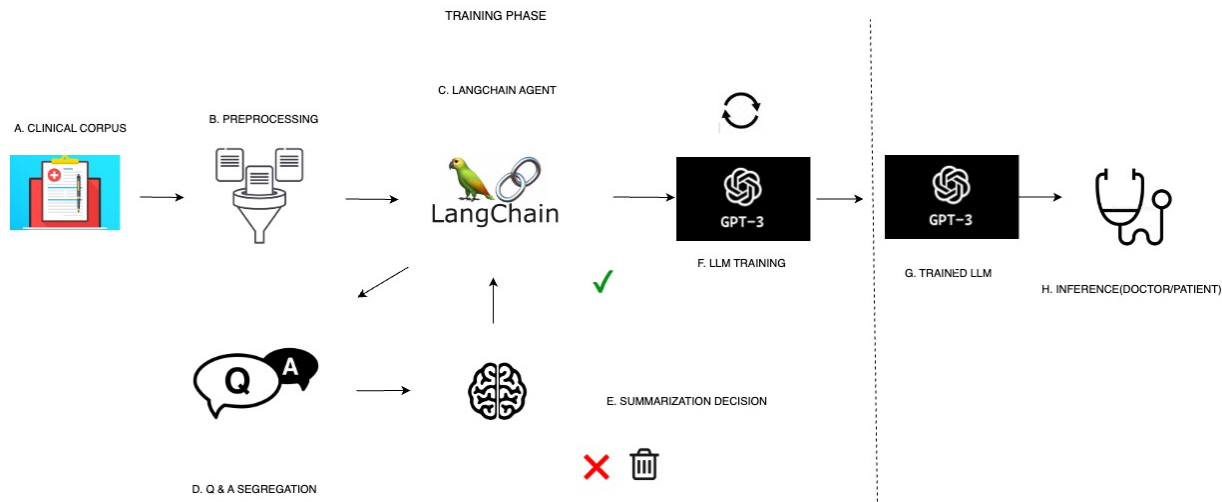 TRAINING PHASE
C. LANGCHAIN AGENT
B. PREPROCESSING
A. CLINICAL CORPUS
LangChain
GPT-3
GPT-3
F. LLM TRAINING
G. TRAINED LLM
H. INFERENCE(DOCTOR/PATIENT)
Q
A
E. SUMMARIZATION DECISION
D. Q & A SEGREGATION